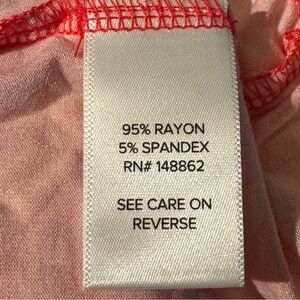 95% RAYON
5% SPANDEX
RN# 148862
SEE CARE ON
REVERSE